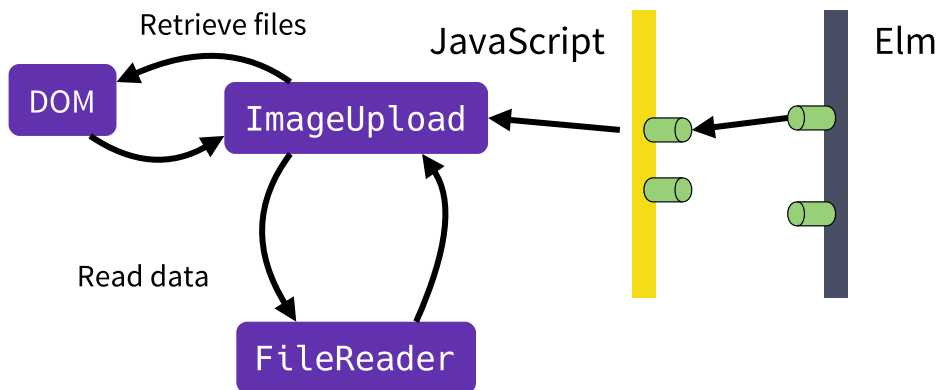 Retrieve files
JavaScript
Elm
DOM
ImageUpload
Read data
FileReader